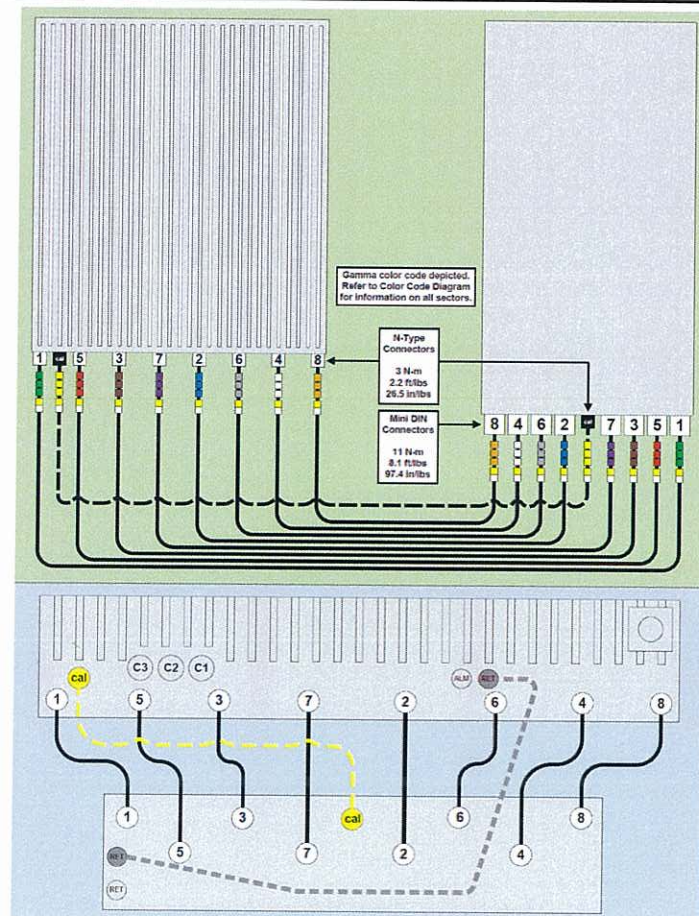 Gamma color code depicted.
Refer to Color Code Diagram
for information on all sectors.
N-Type
Connectors
3 N-m
2.2 ft/lbs
26.5 in/lbs
1 cal 5 3 7 2 6 4 8
Mini DIN
Connectors
11 N-m
8.1 ft/lbs
97.4 in/lbs
8 4 6 2 cal 7 3 5 1
cal C3 C2 C1 ALM RET
1 5 3 7 2 6 4 8
1 3 cal 6 8
5 7 2 4
RET
RET